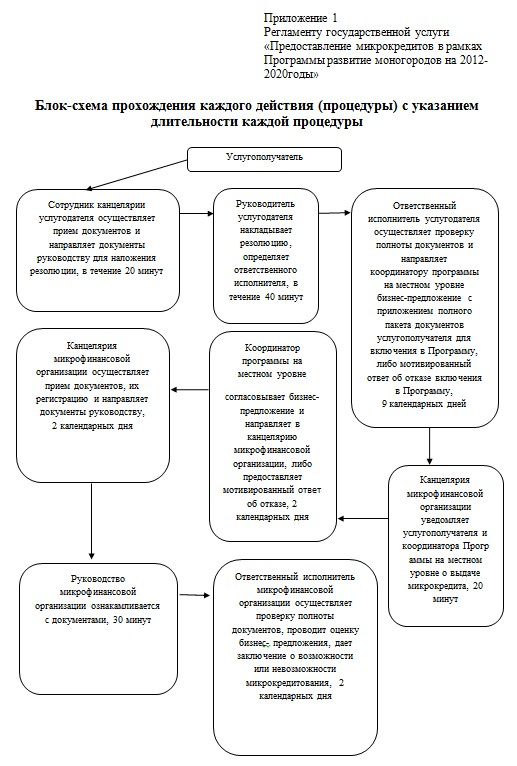 Приложение 1
Регламенту государственной услуги
«Предоставление микрокредитов в рамках
Программы развитие моногородов на 2012-
2020годы»
Блок-схема прохождения каждого действия (процедуры) с указанием
длительности каждой процедуры
Услугополучатель
Сотрудник канцелярии
услугодателя осуществляет
прием документов и
направляет документы
руководству для наложения
резолюции, в течение 20 минут
Руководитель
услугодателя
накладывает
резолюцию,
определяет
ответственного
исполнителя, в
течение 40 минут
Ответственный
исполнитель услугодателя
осуществляет проверку
полноты документов и
направляет
координатору программы
на местном уровне
бизнес-предложение с
приложением полного
пакета документов
услугополучателя для
включения в Программу,
либо мотивированный
ответ об отказе включения
в Программу,
9 календарных дней
Канцелярия
микрофинансовой
организации осуществляет
прием документов, их
регистрацию и направляет
документы руководству,
2 календарных дня
Координатор
программы на
местном уровне
согласовывает бизнес-
предложение и
направляет в
канцелярию
микрофинансовой
организации, либо
предоставляет
мотивированный ответ
об отказе, 2
календарных дня
Канцелярия
микрофинансовой
организации
уведомляет
услугополучателя и
координатора Прогр
аммы на местном
уровне о выдаче
микрокредита, 20
минут
Руководство
микрофинансовой
организации ознакамливается
с документами, 30 минут
Ответственный исполнитель
микрофинансовой
организации осуществляет
проверку полноты
документов, проводит оценку
бизнес- предложения, дает
заключение о возможности
или невозможности
микрокредитования, 2
календарных дня